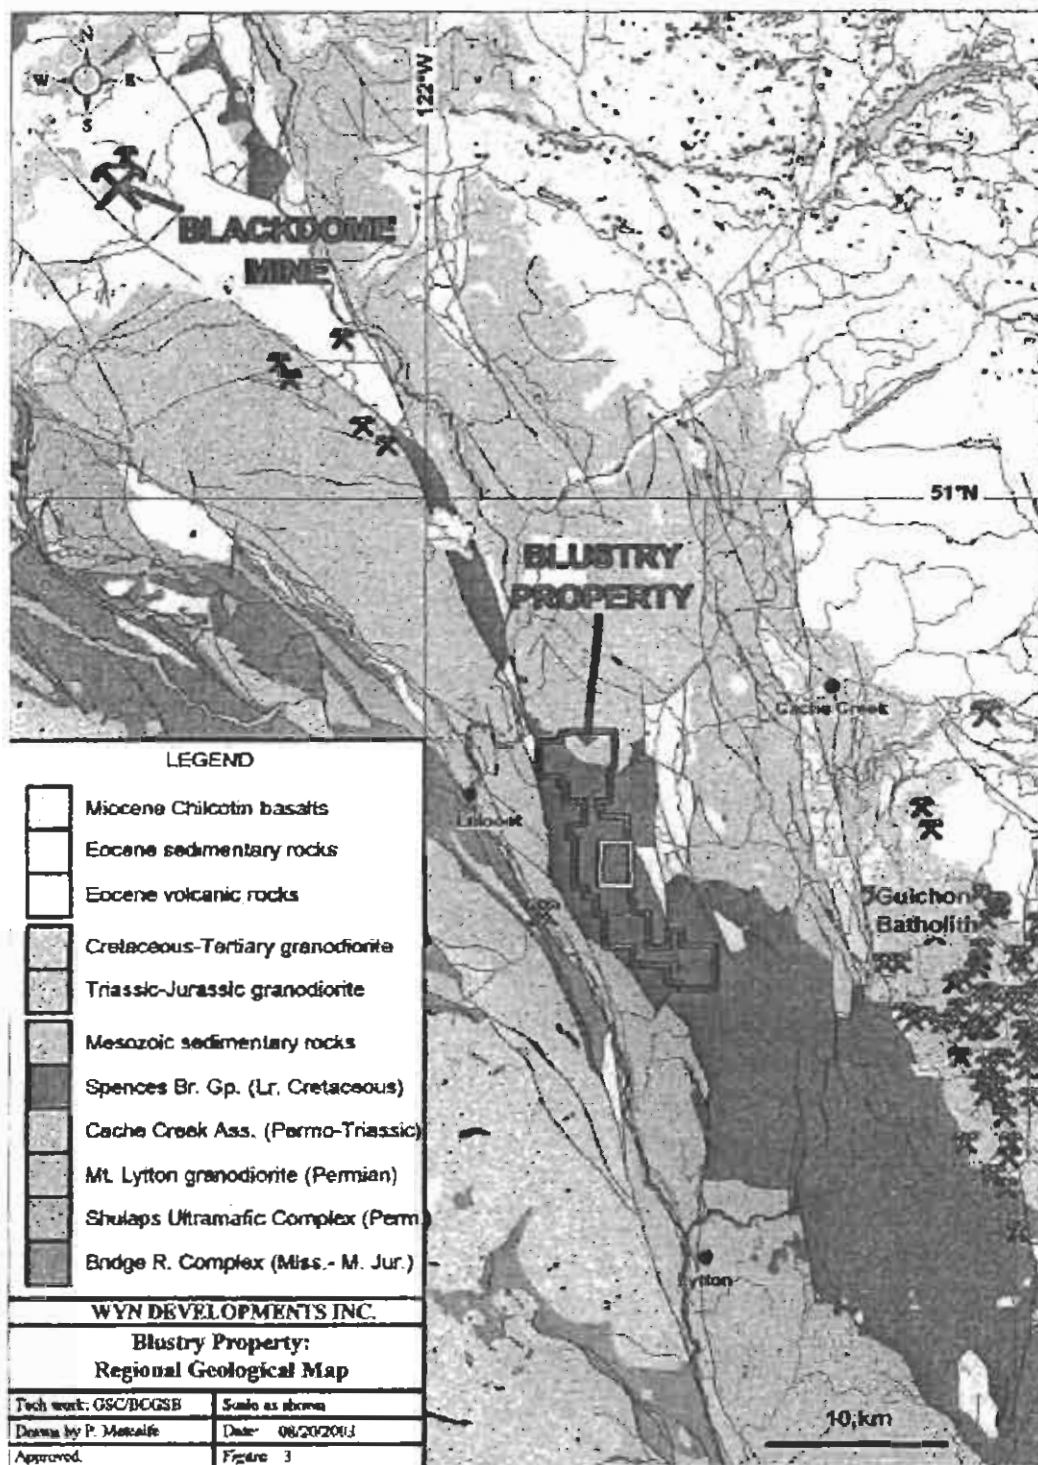 N
W E
S
122°W
BLACKDOME
MINE
51°N
BLUSTRY
PROPERTY
Cache Creek
Lillooet
Guichon
Batholith
Lytton
10 km
LEGEND
Miocene Chilcotin basalts
Eocene sedimentary rocks
Eocene volcanic rocks
Cretaceous-Tertiary granodiorite
Triassic-Jurassic granodiorite
Mesozoic sedimentary rocks
Spences Br. Gp. (Lr. Cretaceous)
Cache Creek Ass. (Permo-Triassic)
Mt. Lytton granodiorite (Permian)
Shulaps Ultramafic Complex (Perm.)
Bridge R. Complex (Miss.- M. Jur.)
WYN DEVELOPMENTS INC.
Blustry Property:
Regional Geological Map
Tech work: GSC/BCGSB
Scale as shown
Drawn by P. Metcalfe
Date: 08/20/2003
Approved.
Figure 3